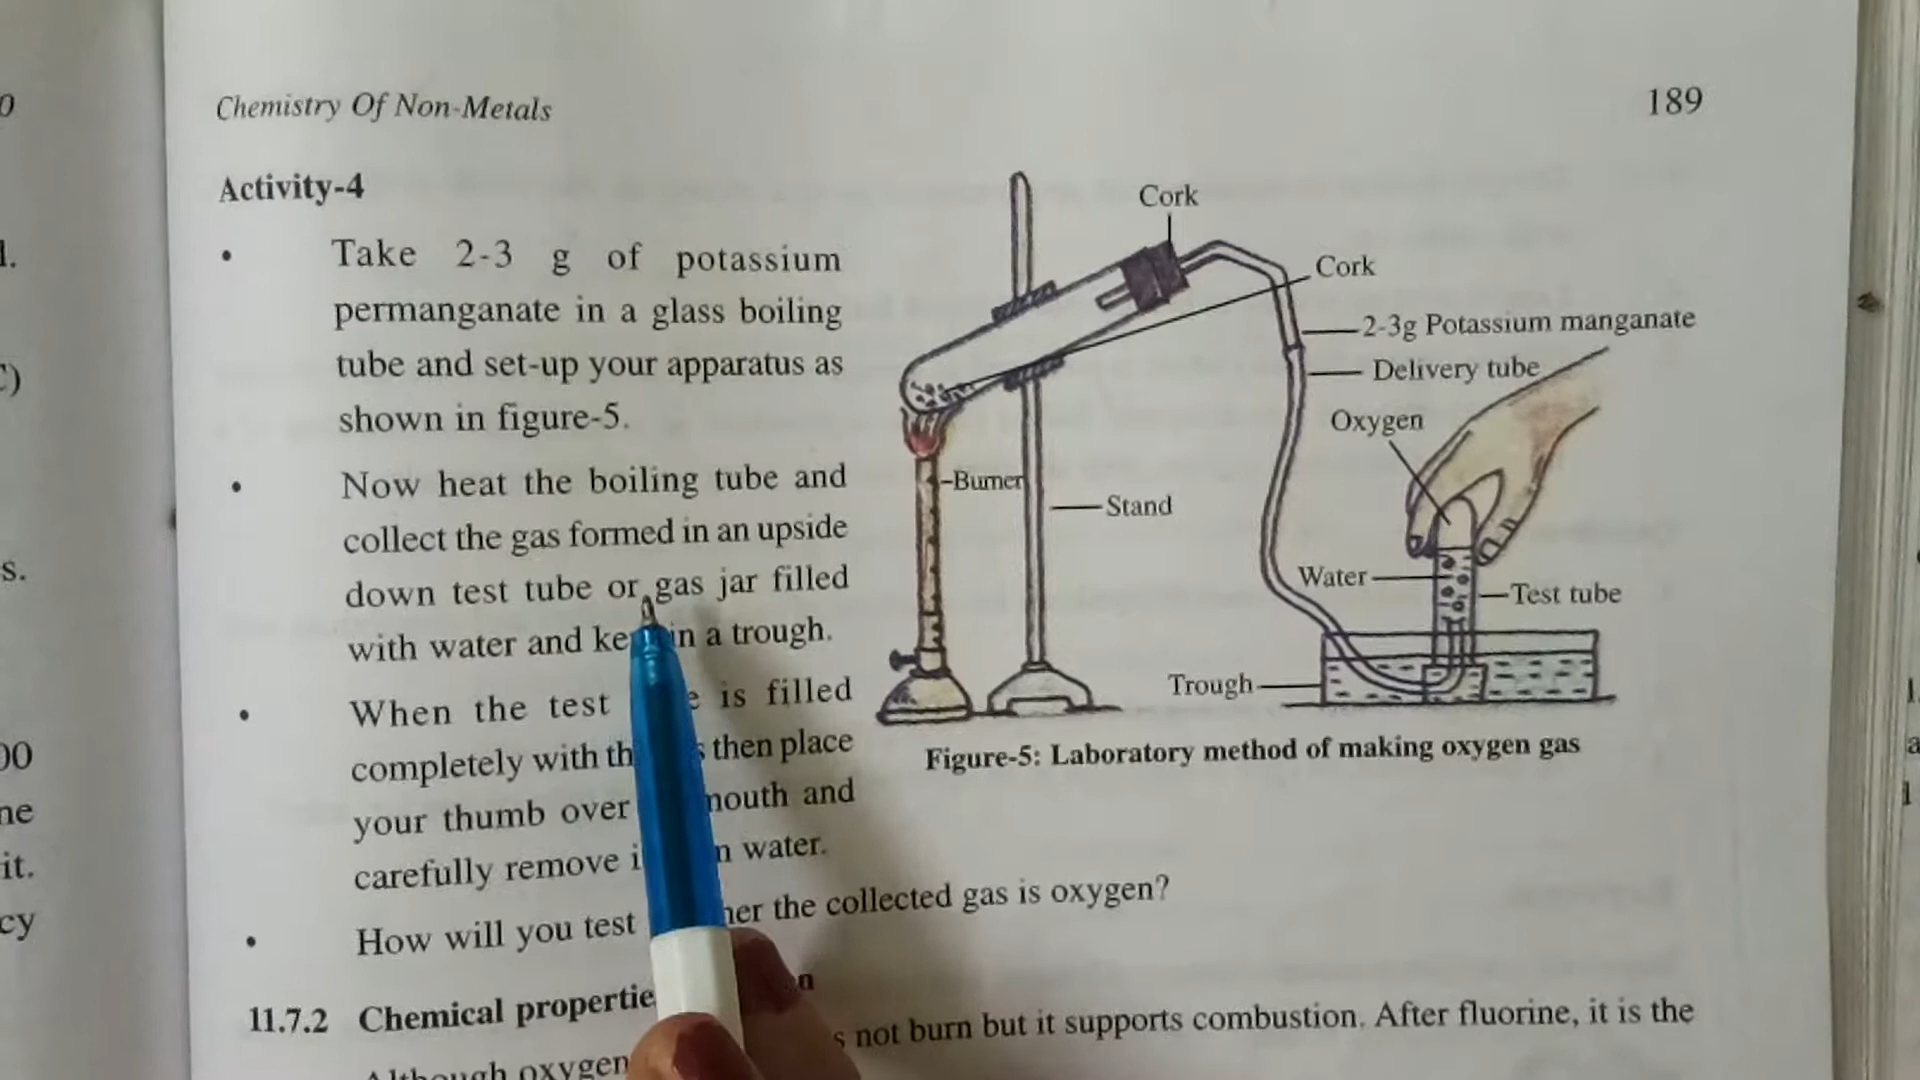 Chemistry Of Non-Metals
189
Activity-4
• Take 2-3 g of potassium
permanganate in a glass boiling
tube and set-up your apparatus as
shown in figure-5.
• Now heat the boiling tube and
collect the gas formed in an upside
down test tube or gas jar filled
with water and in a trough.
• When the test is filled
completely with then place
your thumb over mouth and
carefully remove water.
• How will you test the collected gas is oxygen?
Cork
Cork
2-3g Potassium manganate
Delivery tube
Oxygen
Burner
Stand
Water
Test tube
Trough
Figure-5: Laboratory method of making oxygen gas
11.7.2 Chemical
not burn but it supports combustion. After fluorine, it is the
Although oxygen
it.